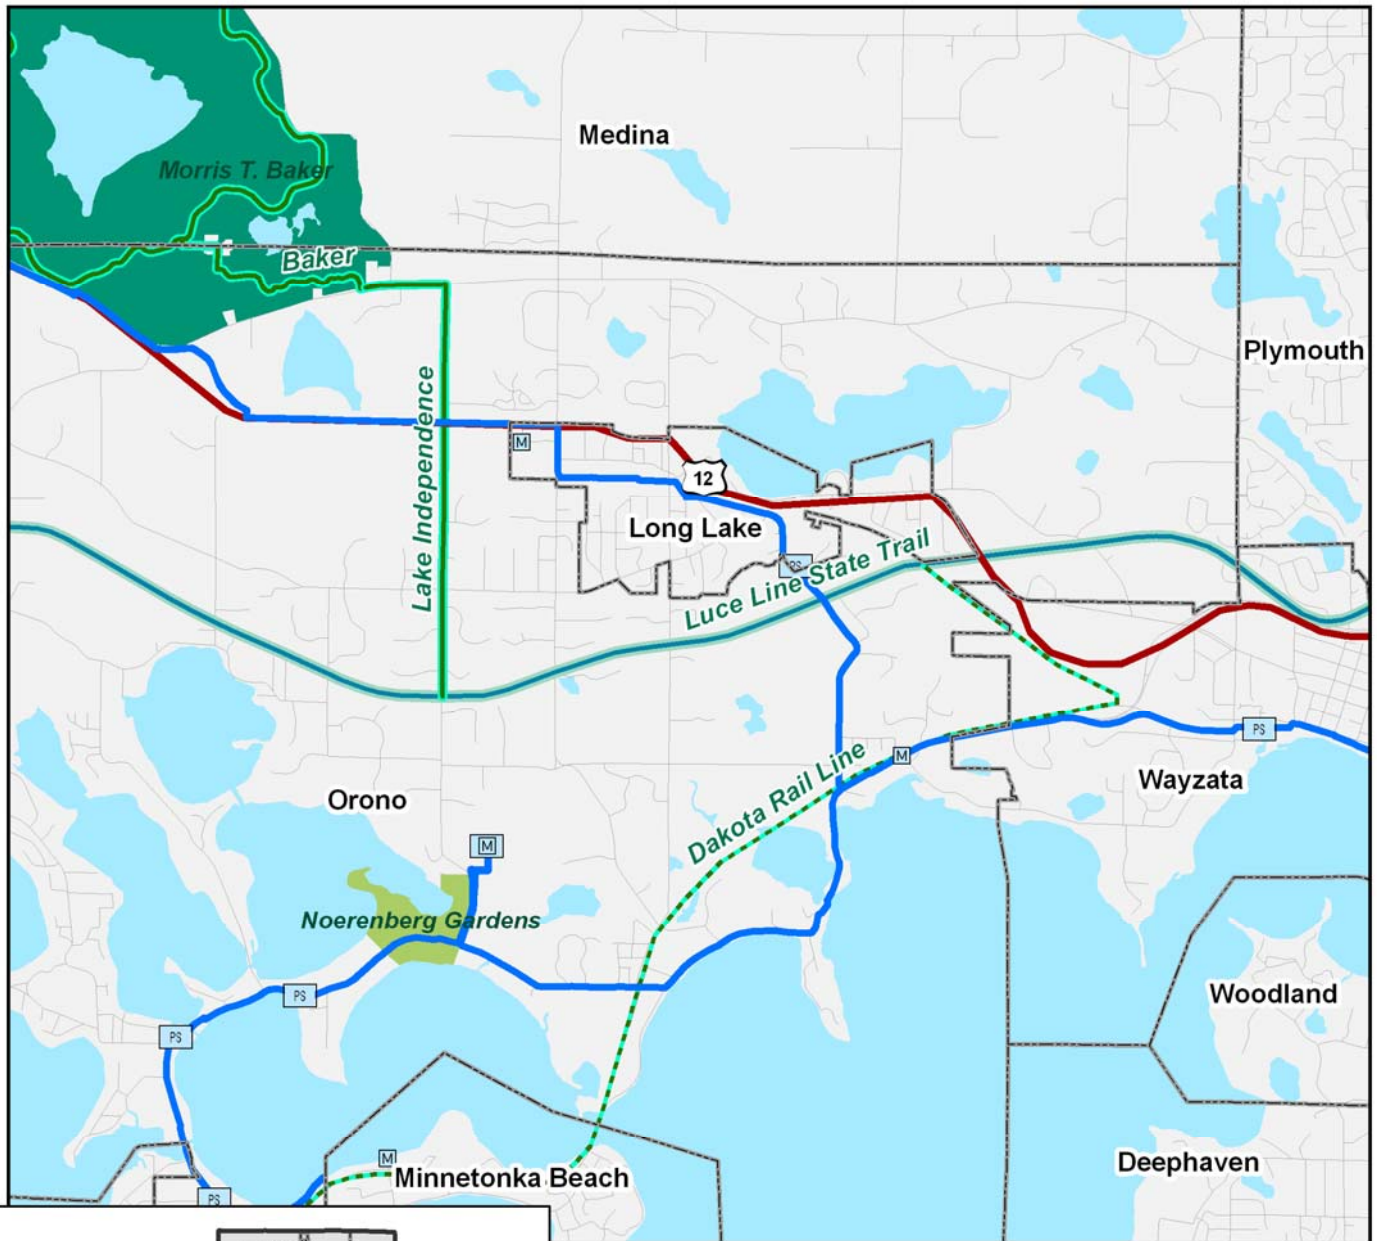 Medina
Morris T. Baker
Baker
Plymouth
Lake Independence
M
12
Long Lake
PS
Luce Line State Trail
M
PS
Dakota Rail Line
Wayzata
Orono
M
Noerenberg Gardens
PS
Woodland
PS
M
Minnetonka Beach
Deephaven
PS